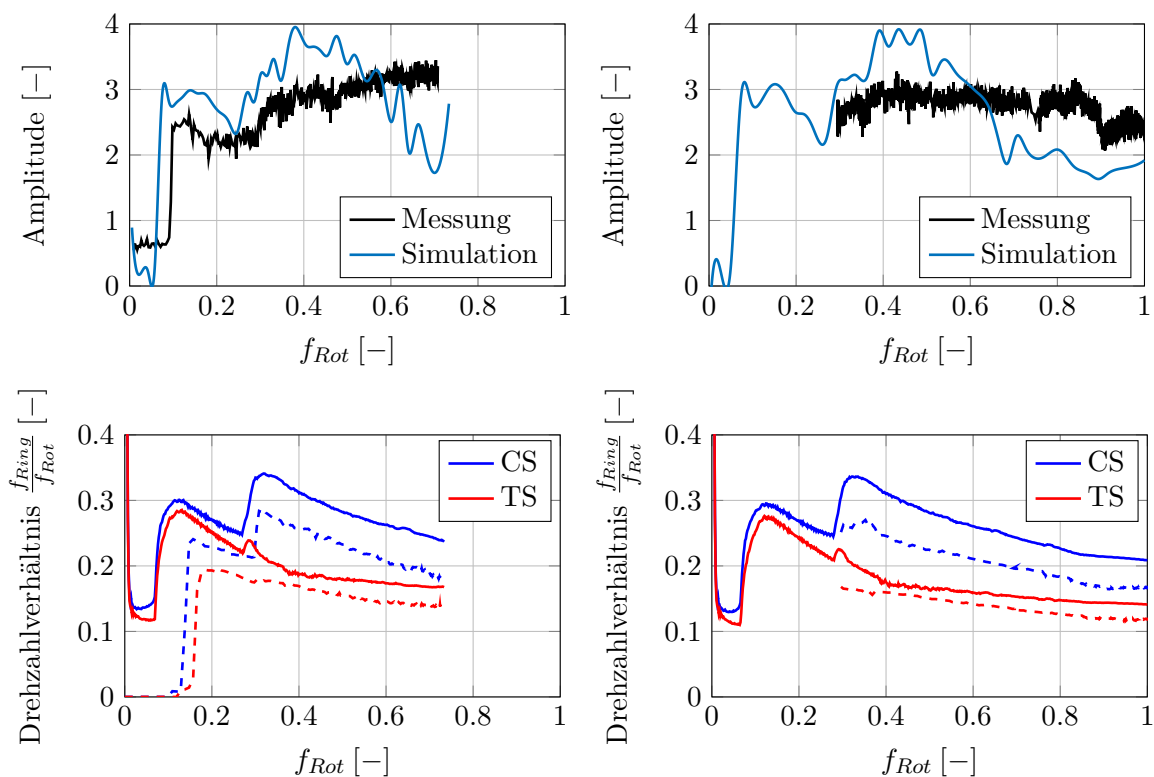 Amplitude [−]
4
3
2
1
0
0 0.2 0.4 0.6 0.8 1
f_Rot [−]
Messung
Simulation
Amplitude [−]
4
3
2
1
0
0 0.2 0.4 0.6 0.8 1
f_Rot [−]
Messung
Simulation
Drehzahlverhältnis f_Ring/f_Rot [−]
0.4
0.3
0.2
0.1
0
0 0.2 0.4 0.6 0.8 1
f_Rot [−]
CS
TS
Drehzahlverhältnis f_Ring/f_Rot [−]
0.4
0.3
0.2
0.1
0
0 0.2 0.4 0.6 0.8 1
f_Rot [−]
CS
TS